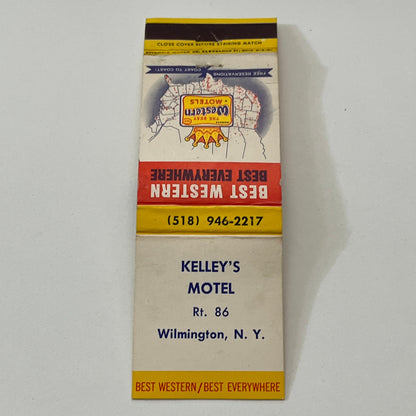 CLOSE COVER BEFORE STRIKING MATCH
COAST TO COAST!
FREE RESERVATIONS
THE BEST
Western
MOTELS
BEST WESTERN
BEST EVERYWHERE
(518) 946-2217
KELLEY'S
MOTEL
Rt. 86
Wilmington, N. Y.
BEST WESTERN/BEST EVERYWHERE